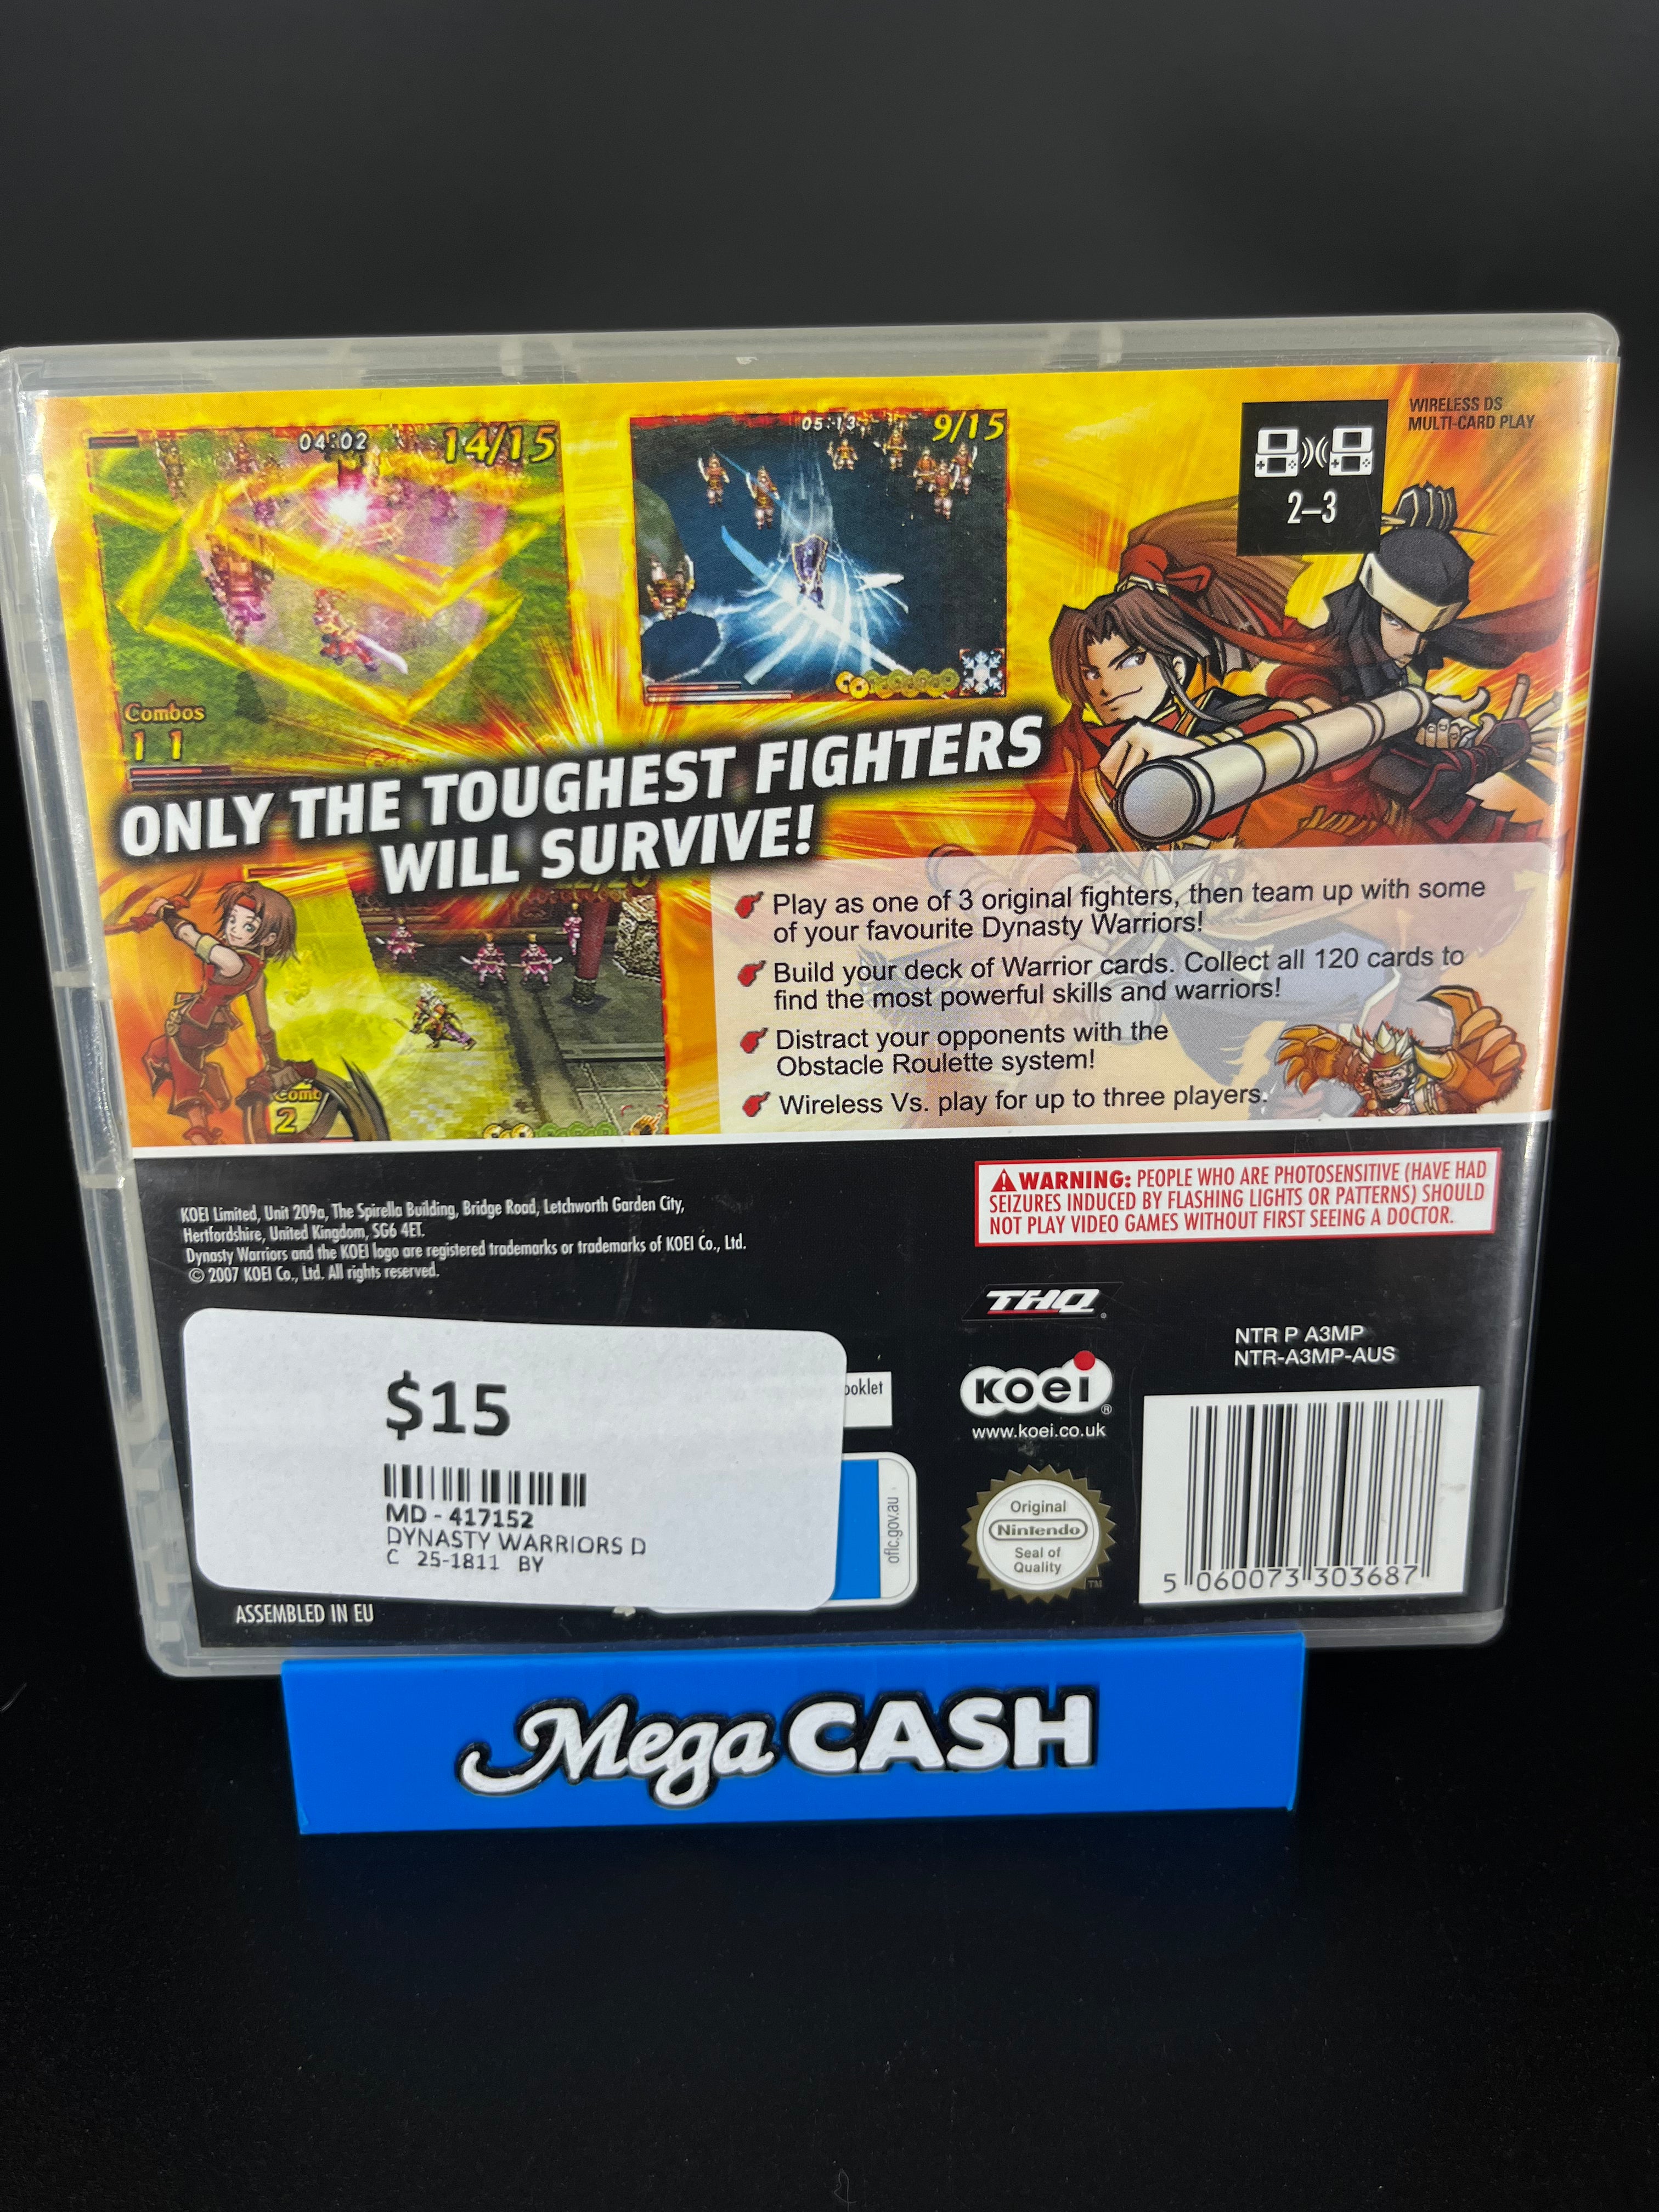 04:02
14/15
05:13
9/15
WIRELESS DS
MULTI-CARD PLAY
2–3
Combos
11
ONLY THE TOUGHEST FIGHTERS
WILL SURVIVE!
Play as one of 3 original fighters, then team up with some
of your favourite Dynasty Warriors!
Build your deck of Warrior cards. Collect all 120 cards to
find the most powerful skills and warriors!
Distract your opponents with the
Obstacle Roulette system!
Wireless Vs. play for up to three players.
Comb
2
WARNING: PEOPLE WHO ARE PHOTOSENSITIVE (HAVE HAD
SEIZURES INDUCED BY FLASHING LIGHTS OR PATTERNS) SHOULD
NOT PLAY VIDEO GAMES WITHOUT FIRST SEEING A DOCTOR.
KOEI Limited, Unit 209a, The Spirella Building, Bridge Road, Letchworth Garden City,
Hertfordshire, United Kingdom, SG6 4ET.
Dynasty Warriors and the KOEI logo are registered trademarks or trademarks of KOEI Co., Ltd.
© 2007 KOEI Co., Ltd. All rights reserved.
THQ
NTR P A3MP
NTR-A3MP-AUS
KOEI
www.koei.co.uk
Original
Nintendo
Seal of
Quality
TM
5 060073 303687
ooklet
oflc.gov.au
$15
MD - 417152
DYNASTY WARRIORS D
C 25-1811 BY
ASSEMBLED IN EU
Mega CASH